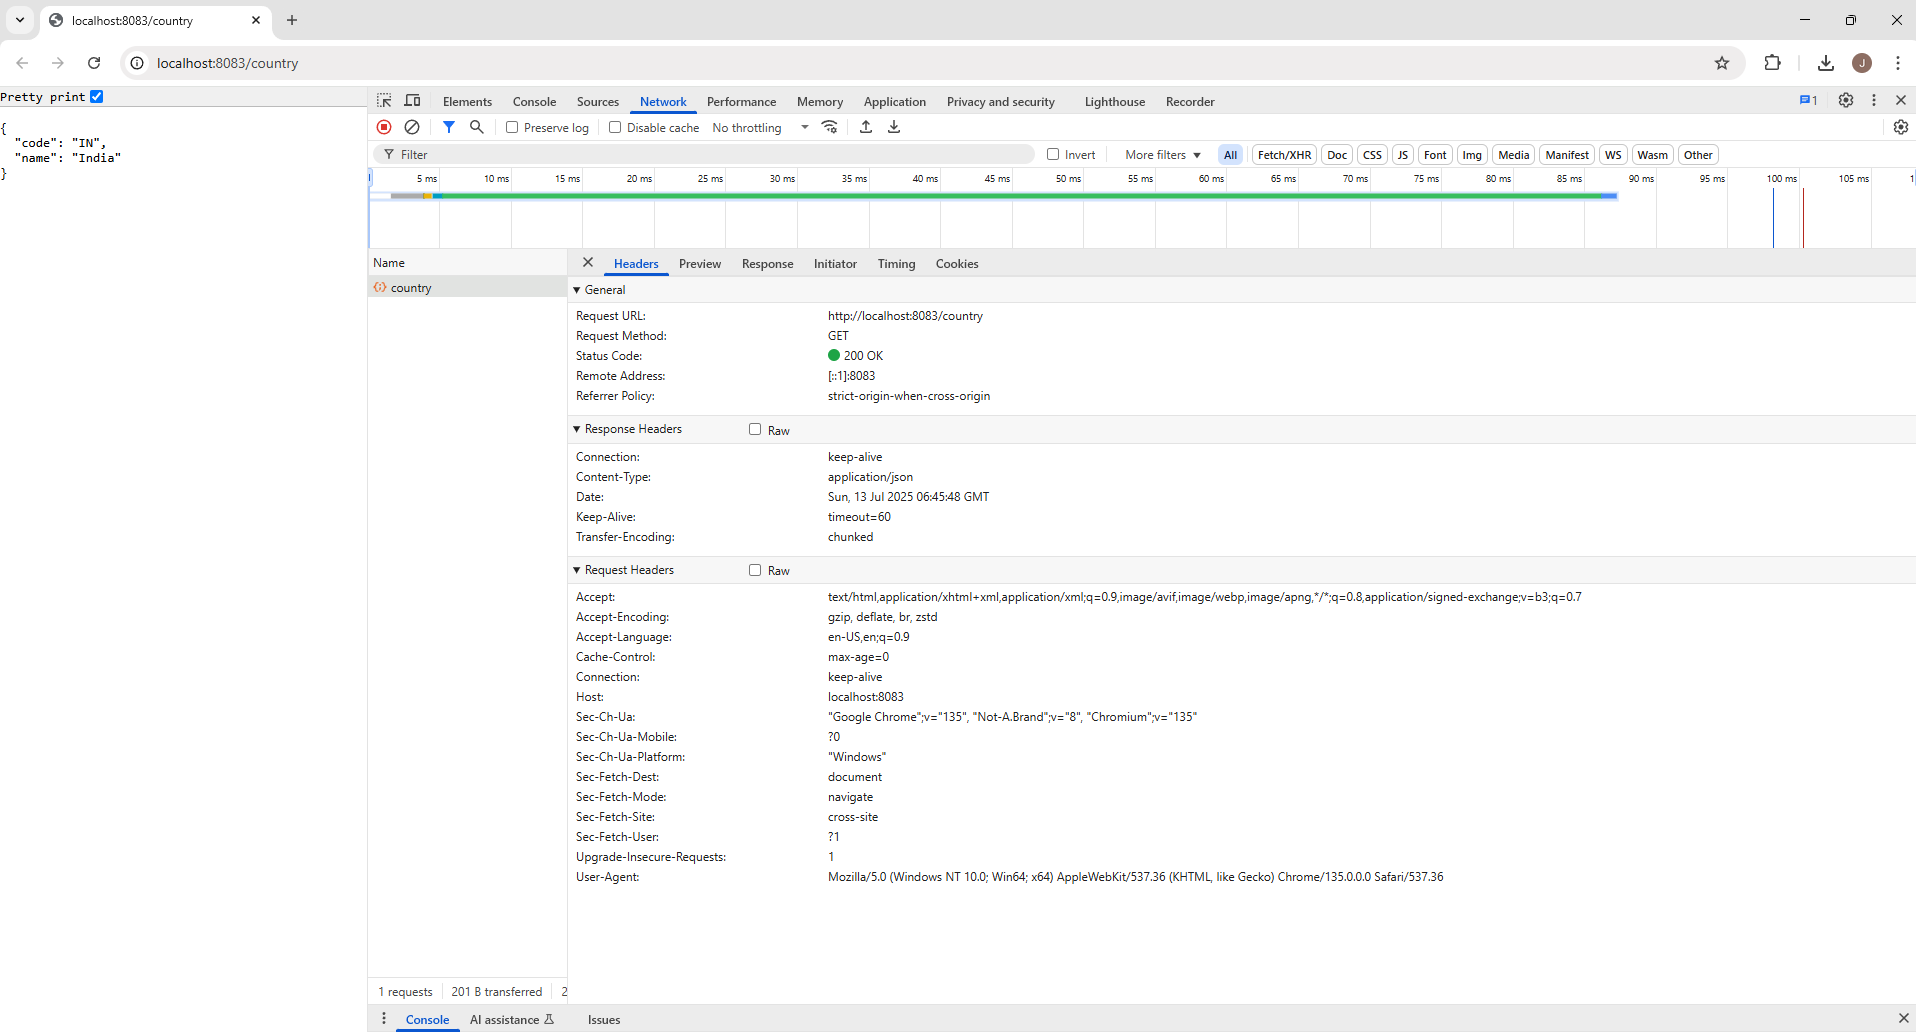 localhost:8083/country
localhost:8083/country
J
Pretty print
{
"code": "IN",
"name": "India"
}
Elements Console Sources Network Performance Memory Application Privacy and security Lighthouse Recorder 1
Preserve log Disable cache No throttling
Filter Invert More filters All Fetch/XHR Doc CSS JS Font Img Media Manifest WS Wasm Other
5 ms 10 ms 15 ms 20 ms 25 ms 30 ms 35 ms 40 ms 45 ms 50 ms 55 ms 60 ms 65 ms 70 ms 75 ms 80 ms 85 ms 90 ms 95 ms 100 ms 105 ms 1
Name
country
Headers Preview Response Initiator Timing Cookies
General
Request URL: http://localhost:8083/country
Request Method: GET
Status Code: 200 OK
Remote Address: [::1]:8083
Referrer Policy: strict-origin-when-cross-origin
Response Headers Raw
Connection: keep-alive
Content-Type: application/json
Date: Sun, 13 Jul 2025 06:45:48 GMT
Keep-Alive: timeout=60
Transfer-Encoding: chunked
Request Headers Raw
Accept: text/html,application/xhtml+xml,application/xml;q=0.9,image/avif,image/webp,image/apng,*/*;q=0.8,application/signed-exchange;v=b3;q=0.7
Accept-Encoding: gzip, deflate, br, zstd
Accept-Language: en-US,en;q=0.9
Cache-Control: max-age=0
Connection: keep-alive
Host: localhost:8083
Sec-Ch-Ua: "Google Chrome";v="135", "Not-A.Brand";v="8", "Chromium";v="135"
Sec-Ch-Ua-Mobile: ?0
Sec-Ch-Ua-Platform: "Windows"
Sec-Fetch-Dest: document
Sec-Fetch-Mode: navigate
Sec-Fetch-Site: cross-site
Sec-Fetch-User: ?1
Upgrade-Insecure-Requests: 1
User-Agent: Mozilla/5.0 (Windows NT 10.0; Win64; x64) AppleWebKit/537.36 (KHTML, like Gecko) Chrome/135.0.0.0 Safari/537.36
1 requests 201 B transferred 2
Console AI assistance Issues